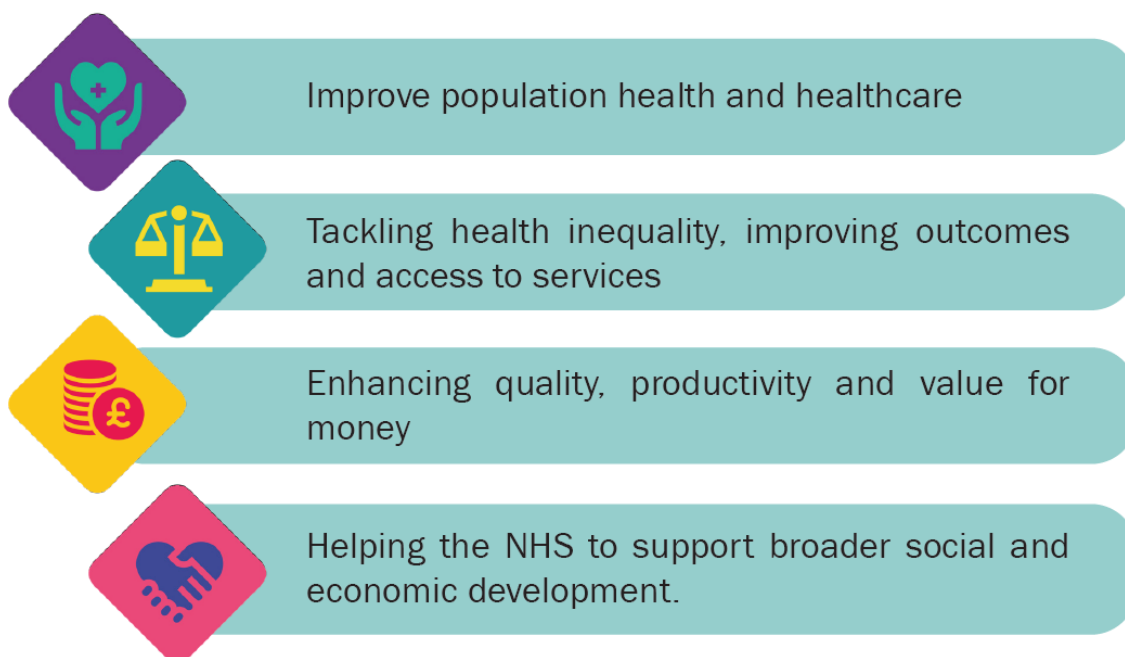 Improve population health and healthcare
Tackling health inequality, improving outcomes
and access to services
Enhancing quality, productivity and value for
money
£
Helping the NHS to support broader social and
economic development.